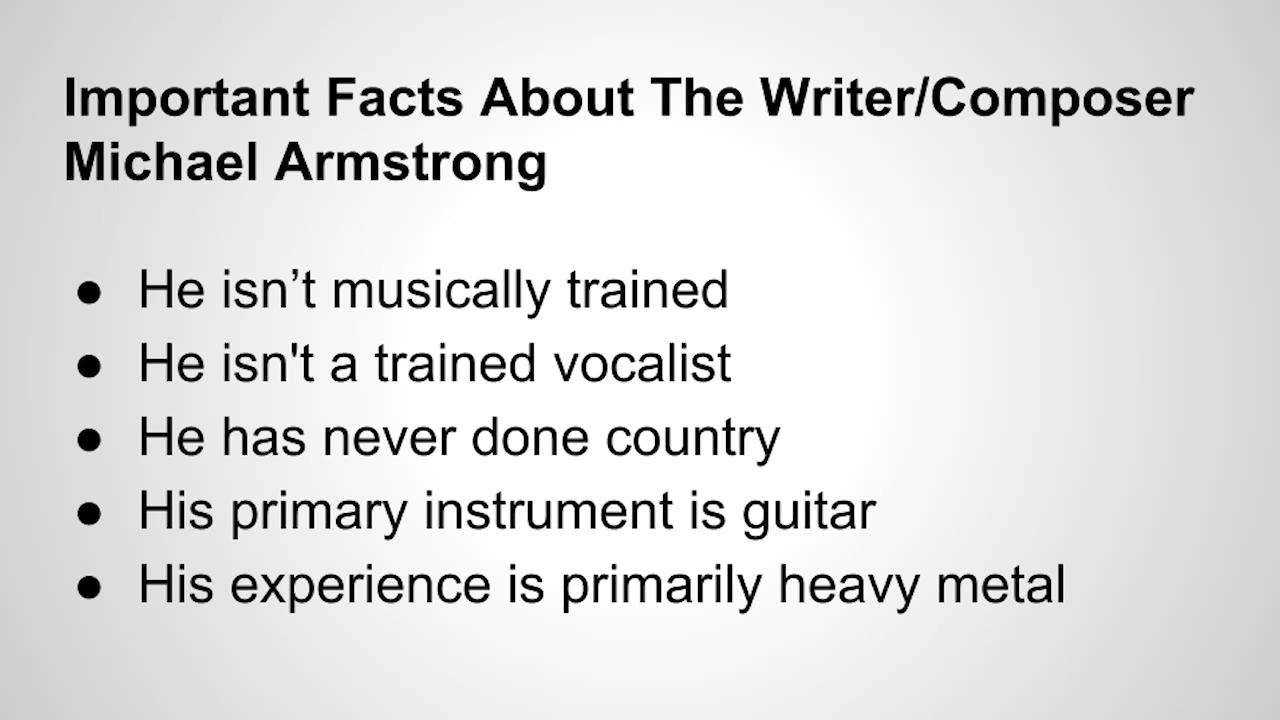 Important Facts About The Writer/Composer
Michael Armstrong
● He isn’t musically trained
● He isn't a trained vocalist
● He has never done country
● His primary instrument is guitar
● His experience is primarily heavy metal